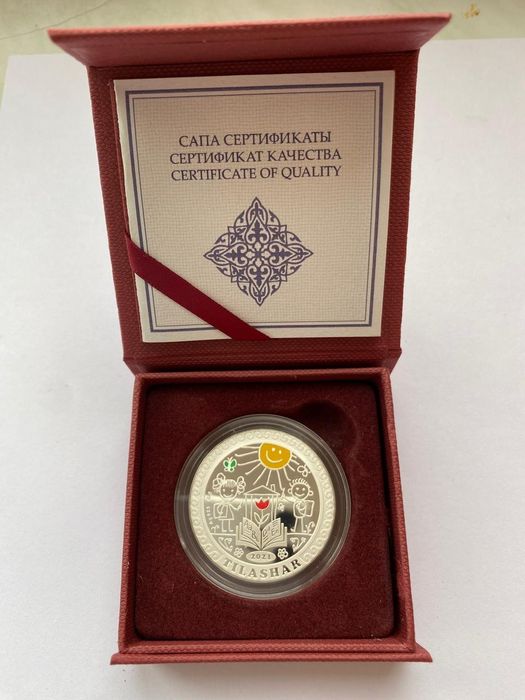 САПА СЕРТИФИКАТЫ
СЕРТИФИКАТ КАЧЕСТВА
CERTIFICATE OF QUALITY
2021
TILASHAR